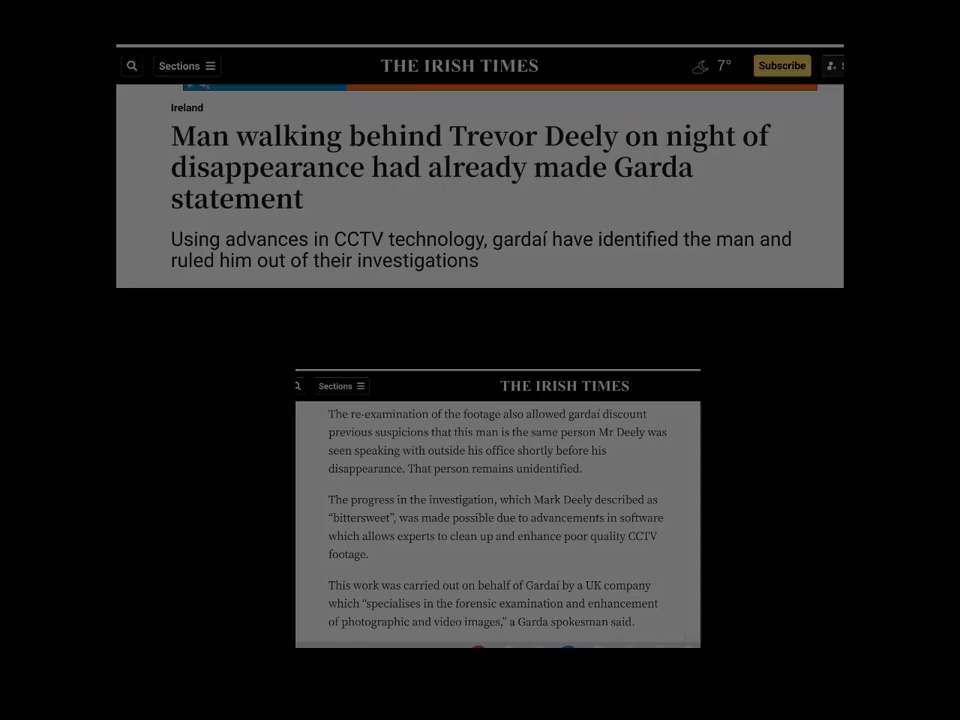 Sections
THE IRISH TIMES
7°
Subscribe
Ireland
Man walking behind Trevor Deely on night of
disappearance had already made Garda
statement
Using advances in CCTV technology, gardaí have identified the man and
ruled him out of their investigations
Sections
THE IRISH TIMES
The re-examination of the footage also allowed gardaí discount
previous suspicions that this man is the same person Mr Deely was
seen speaking with outside his office shortly before his
disappearance. That person remains unidentified.
The progress in the investigation, which Mark Deely described as
“bittersweet”, was made possible due to advancements in software
which allows experts to clean up and enhance poor quality CCTV
footage.
This work was carried out on behalf of Gardaí by a UK company
which “specialises in the forensic examination and enhancement
of photographic and video images,” a Garda spokesman said.